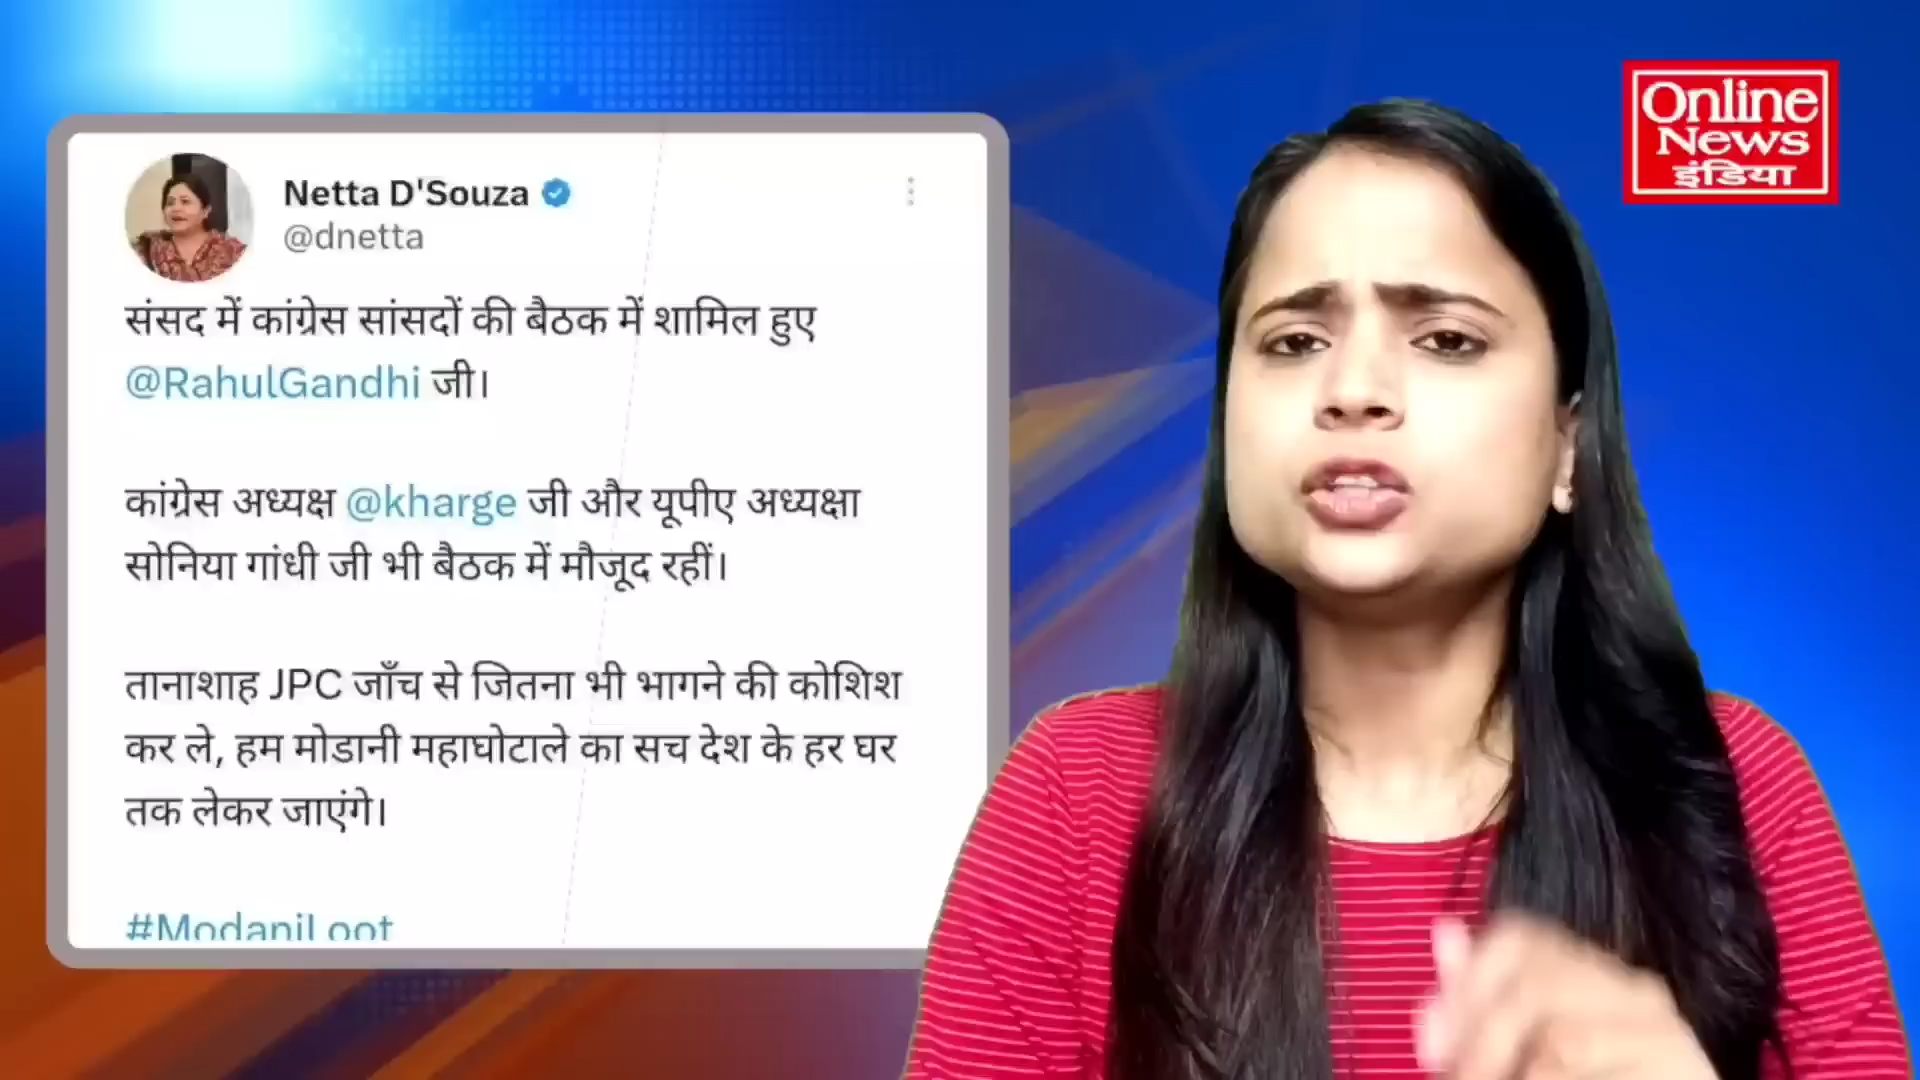 Netta D'Souza
@dnetta
संसद में कांग्रेस सांसदों की बैठक में शामिल हुए
@RahulGandhi जी।
कांग्रेस अध्यक्ष @kharge जी और यूपीए अध्यक्षा
सोनिया गांधी जी भी बैठक में मौजूद रहीं।
तानाशाह JPC जाँच से जितना भी भागने की कोशिश
कर ले, हम मोडानी महाघोटाले का सच देश के हर घर
तक लेकर जाएंगे।
#ModaniLoot
Online
News
इंडिया